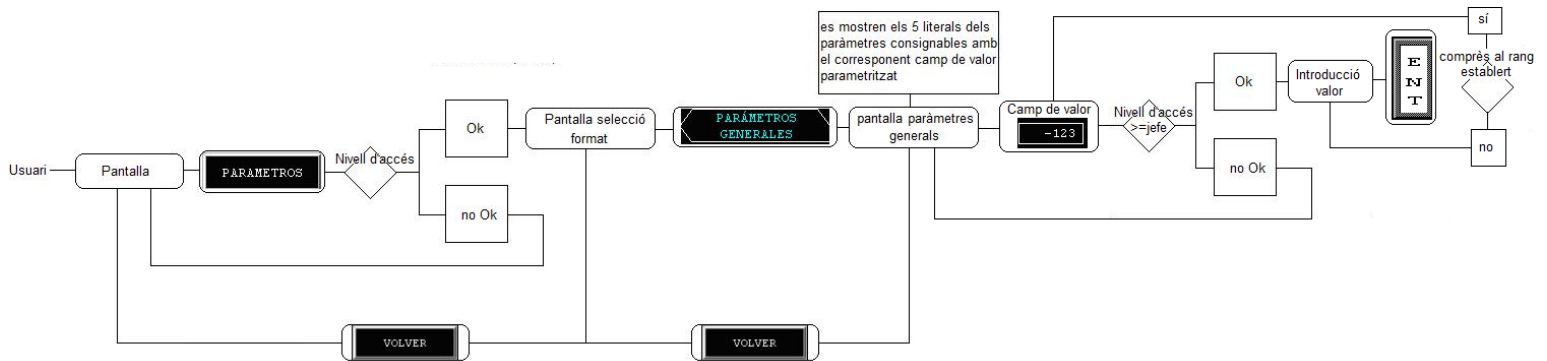 Usuari
Pantalla
PARAMETROS
Nivell d'accés
Ok
no Ok
Pantalla selecció
format
PARÁMETROS
GENERALES
es mostren els 5 literals dels
paràmetres consignables amb
el corresponent camp de valor
parametritzat
pantalla paràmetres
generals
Camp de valor
-123
Nivell d'accés
>=jefe
Ok
no Ok
Introducció
valor
E
N
T
sí
comprès al rang
establert
no
VOLVER
VOLVER